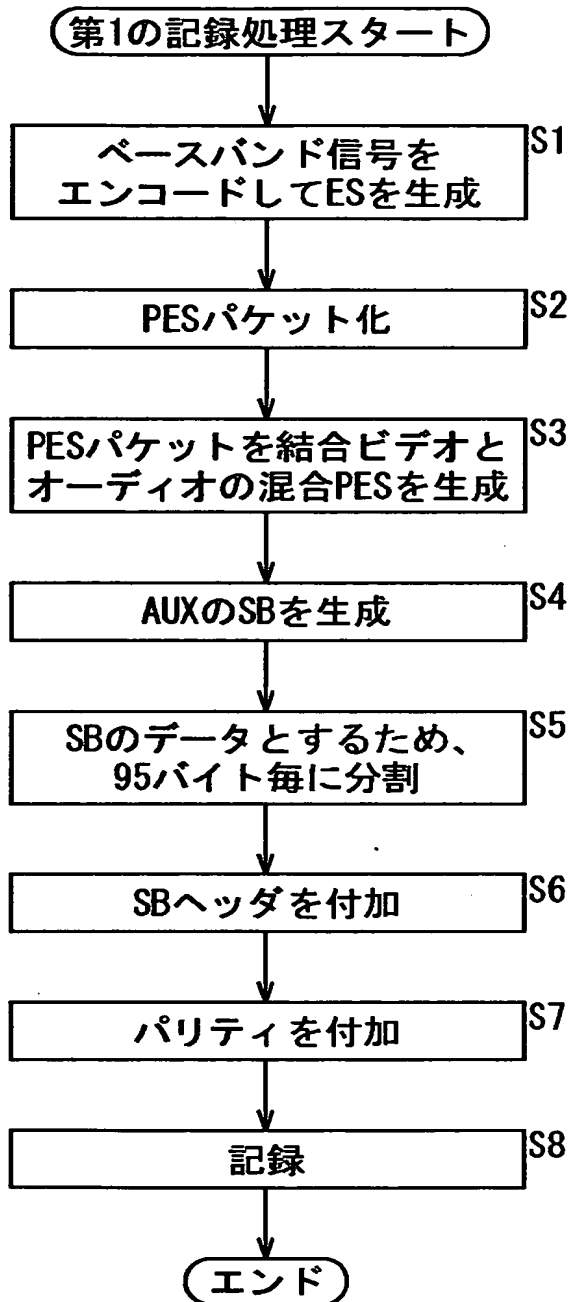 第1の記録処理スタート
S1
ベースバンド信号を
エンコードしてESを生成
S2
PESパケット化
S3
PESパケットを結合ビデオと
オーディオの混合PESを生成
S4
AUXのSBを生成
S5
SBのデータとするため、
95バイト毎に分割
S6
SBヘッダを付加
S7
パリティを付加
S8
記録
エンド